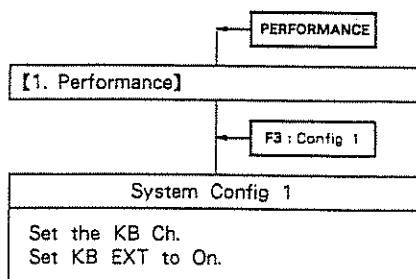 PERFORMANCE
【1. Performance】
F3 : Config 1
System Config 1
Set the KB Ch.
Set KB EXT to On.